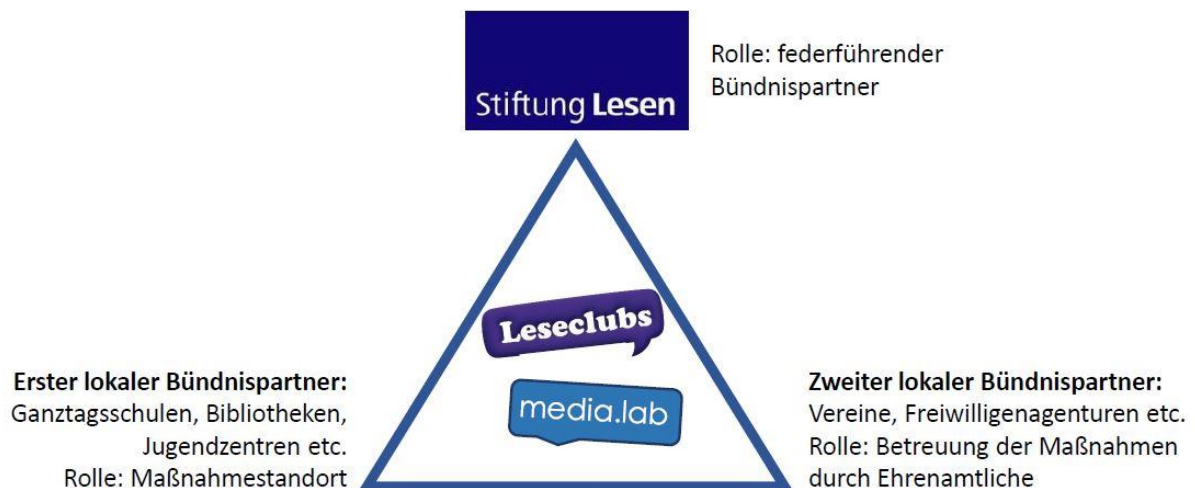 Stiftung Lesen
Rolle: federführender
Bündnispartner
Leseclubs
media.lab
Erster lokaler Bündnispartner:
Ganztagsschulen, Bibliotheken,
Jugendzentren etc.
Rolle: Maßnahmestandort
Zweiter lokaler Bündnispartner:
Vereine, Freiwilligenagenturen etc.
Rolle: Betreuung der Maßnahmen
durch Ehrenamtliche